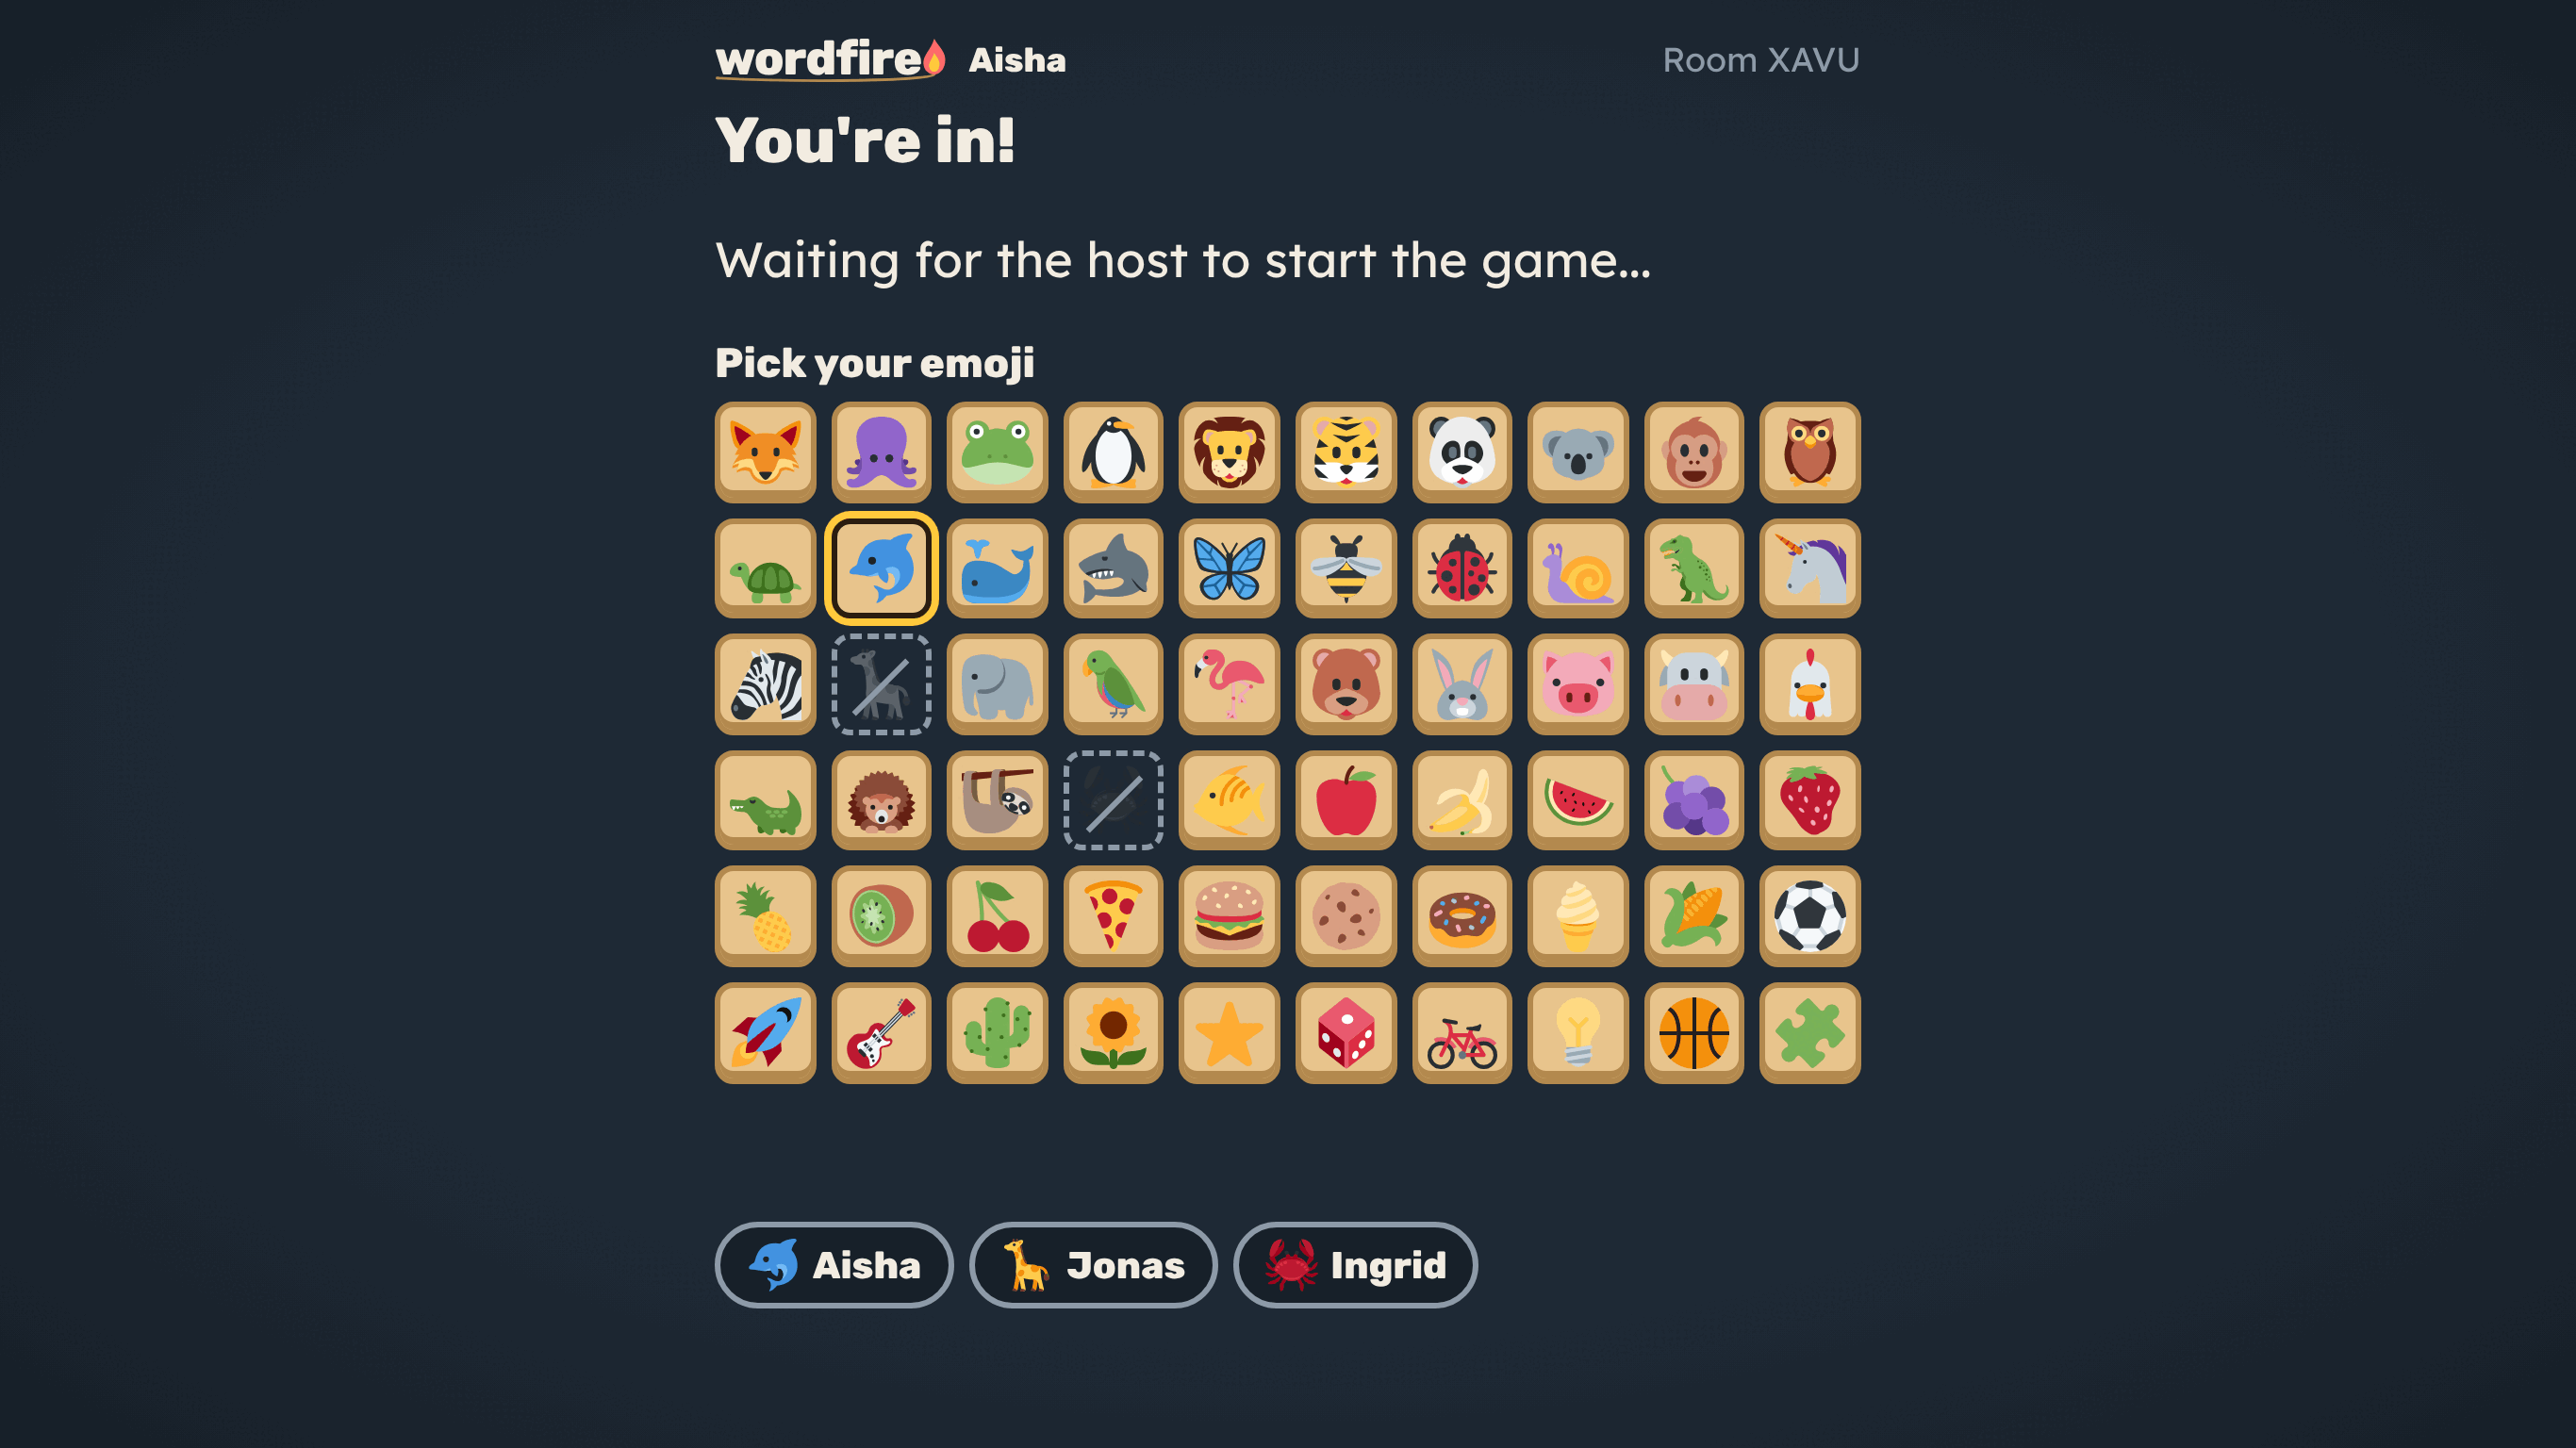 wordfire Aisha
Room XAVU
You're in!
Waiting for the host to start the game...
Pick your emoji
Aisha
Jonas
Ingrid